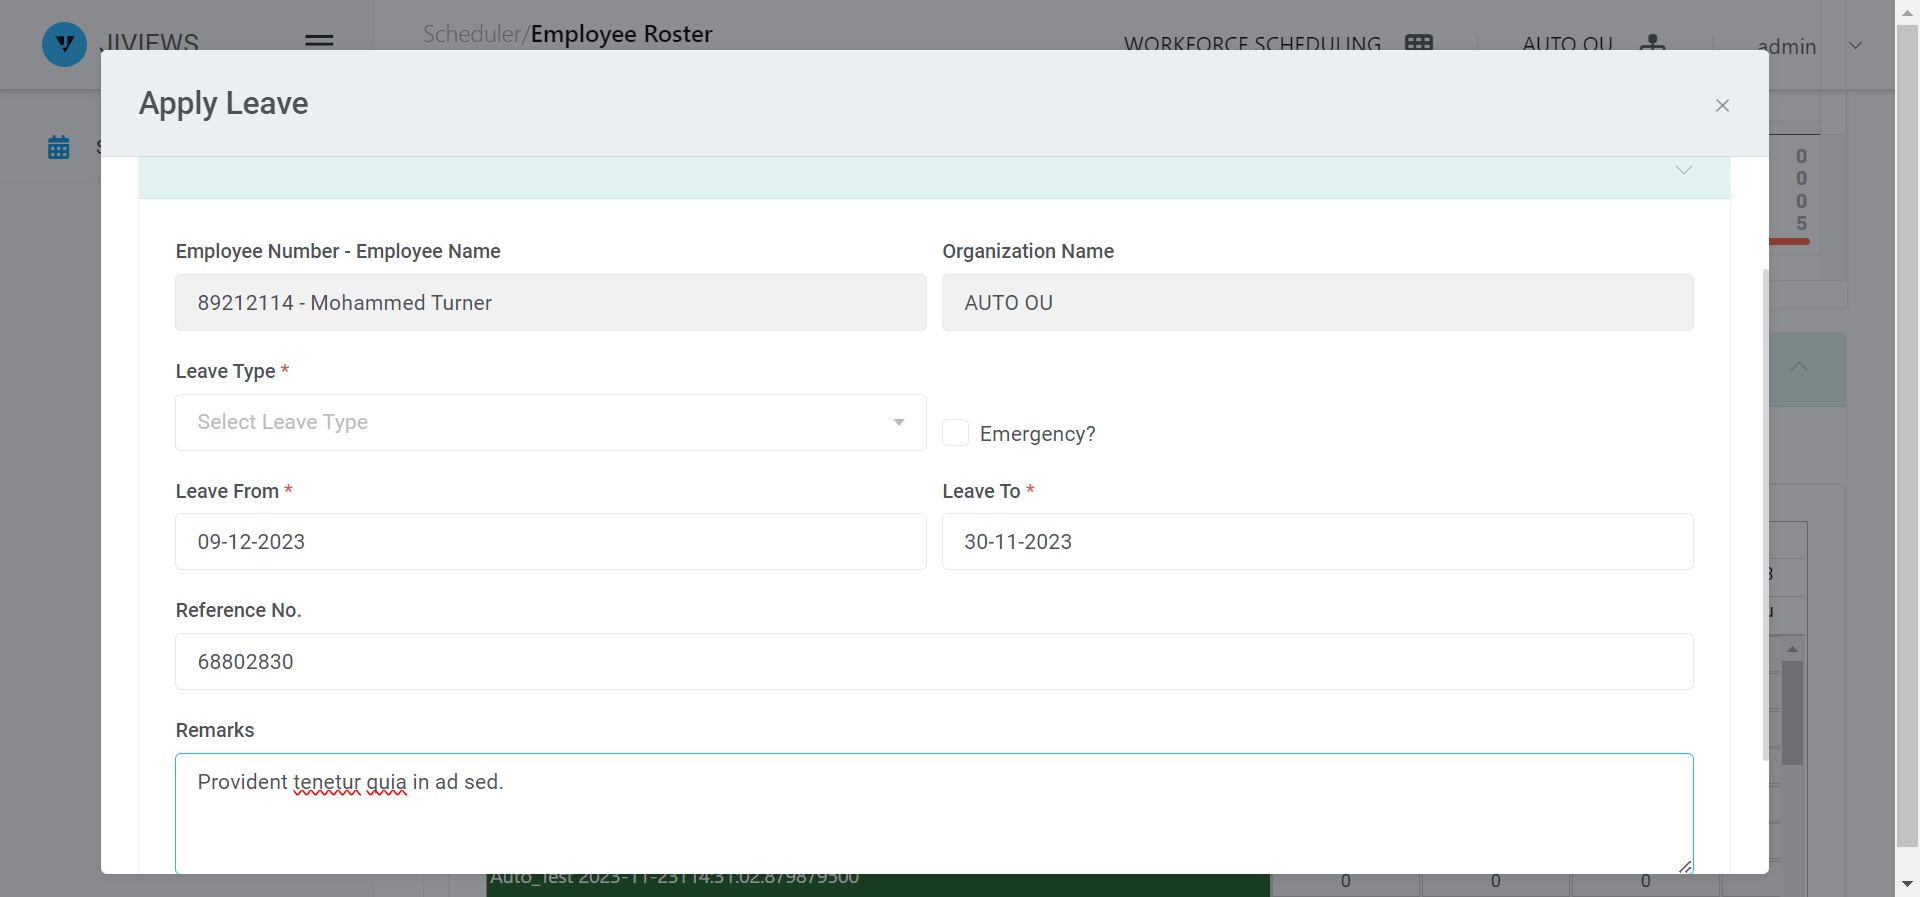 JIVIEWS
Scheduler/Employee Roster
WORKFORCE SCHEDULING
AUTO OU
admin
Apply Leave
0
0
0
5
Employee Number - Employee Name
Organization Name
89212114 - Mohammed Turner
AUTO OU
Leave Type *
Select Leave Type
Emergency?
Leave From *
Leave To *
09-12-2023
30-11-2023
Reference No.
68802830
Remarks
Provident tenetur quia in ad sed.
Auto_Test 2023-11-23T14:31:02.879879500
0
0
0